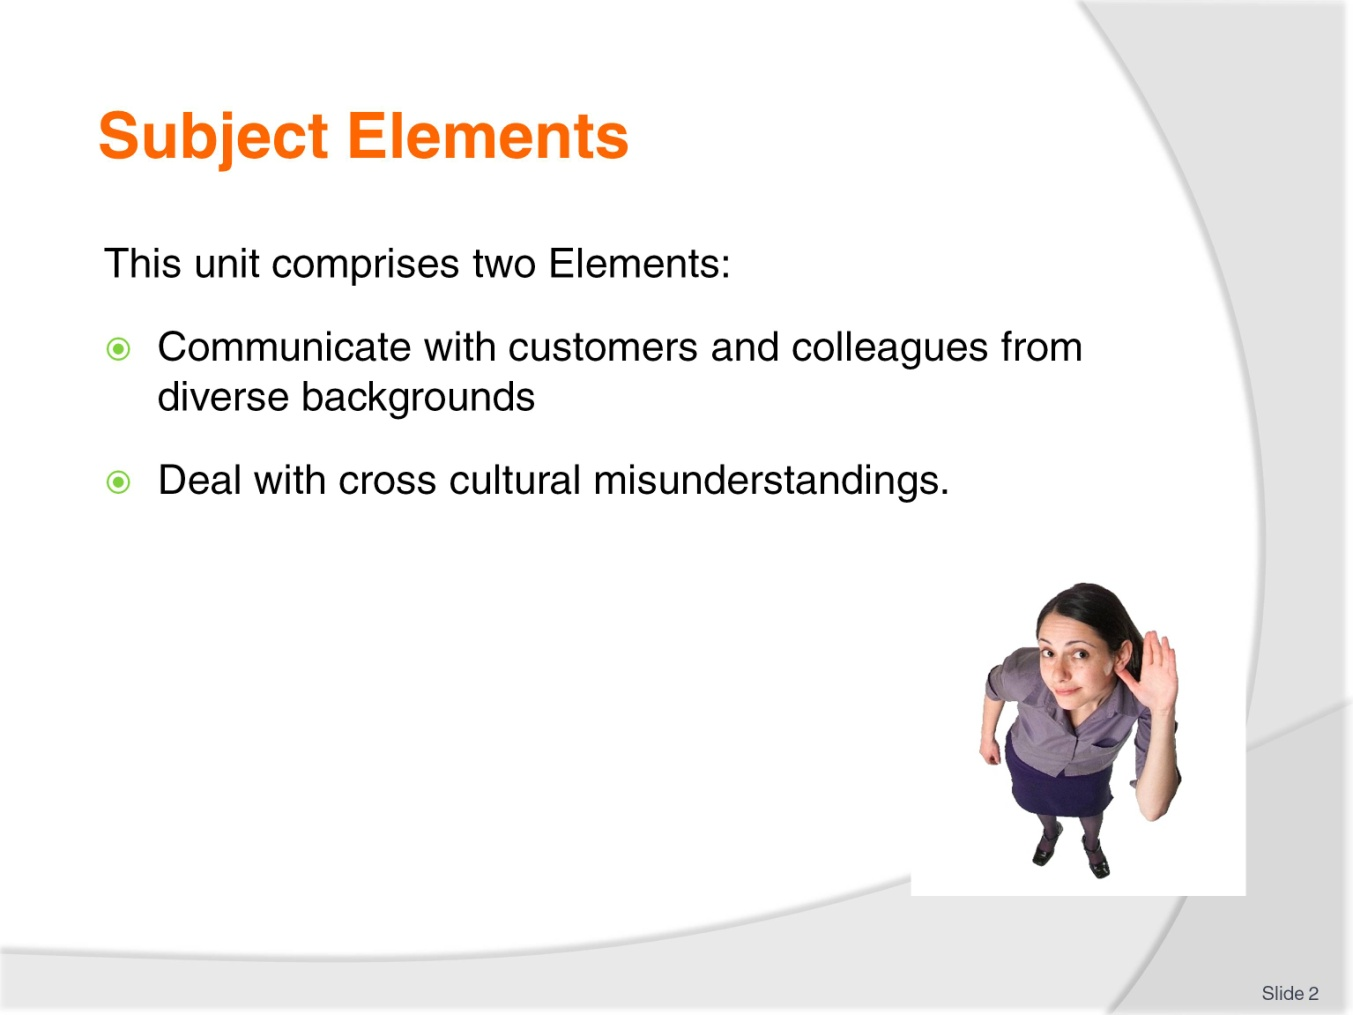 Subject Elements
This unit comprises two Elements:
Communicate with customers and colleagues from
diverse backgrounds
Deal with cross cultural misunderstandings.
Slide 2